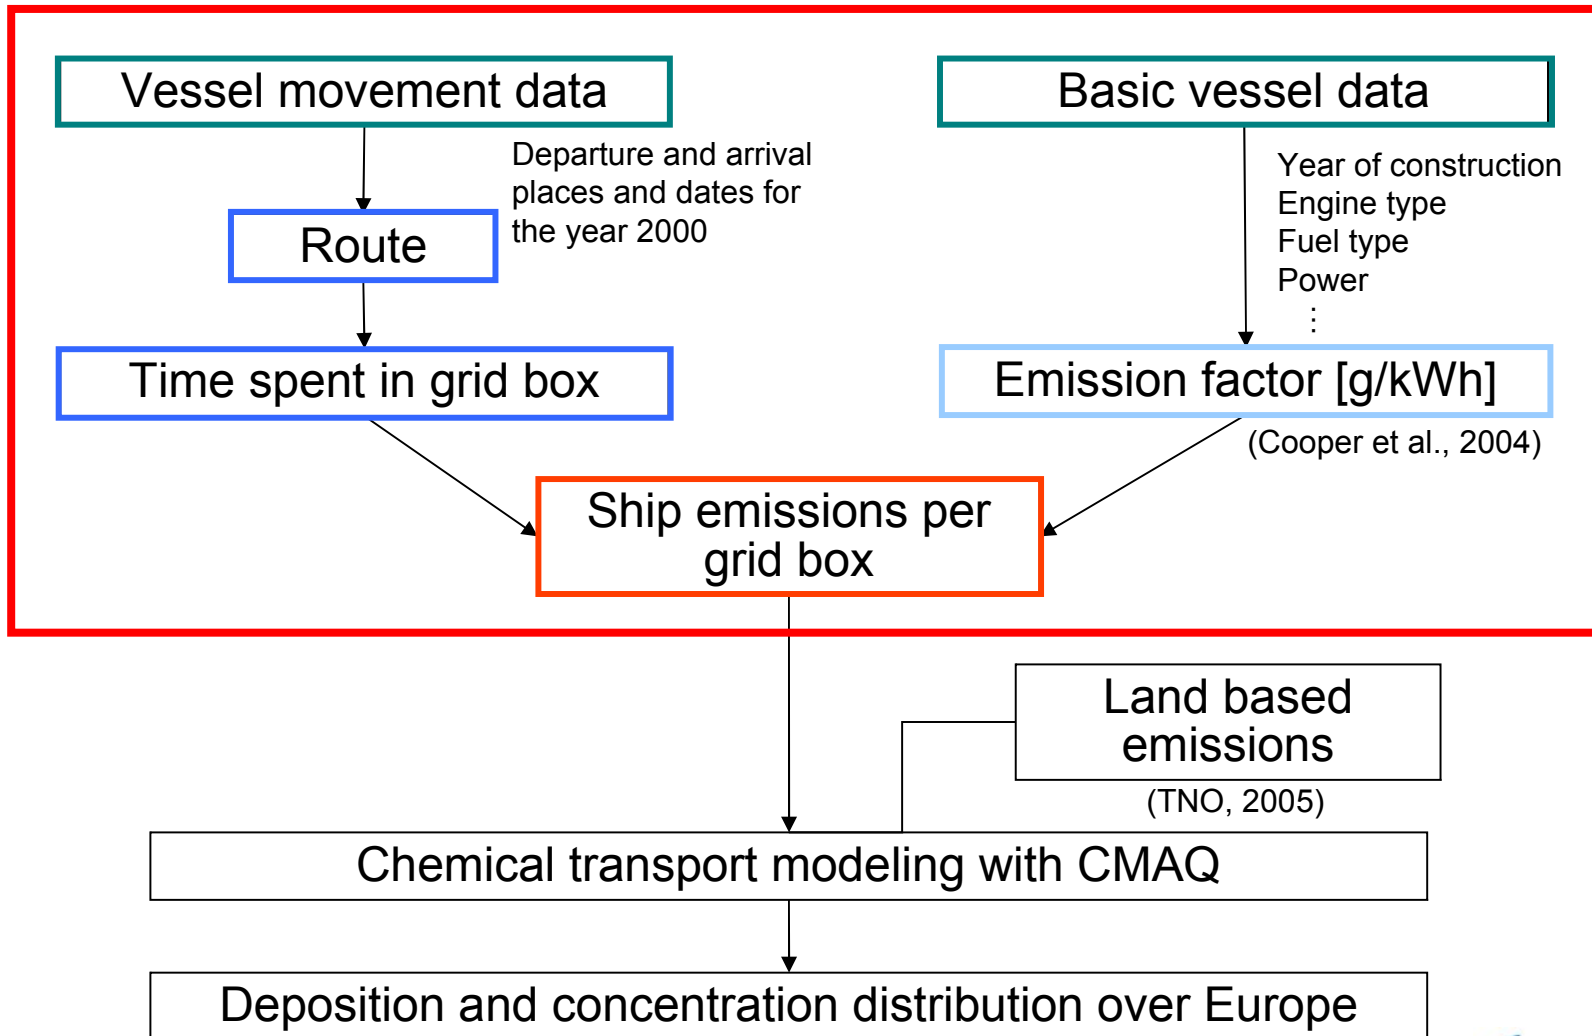 Vessel movement data
Basic vessel data
Departure and arrival
places and dates for
the year 2000
Year of construction
Engine type
Fuel type
Power
⋮
Route
Time spent in grid box
Emission factor [g/kWh]
(Cooper et al., 2004)
Ship emissions per
grid box
Land based
emissions
(TNO, 2005)
Chemical transport modeling with CMAQ
Deposition and concentration distribution over Europe